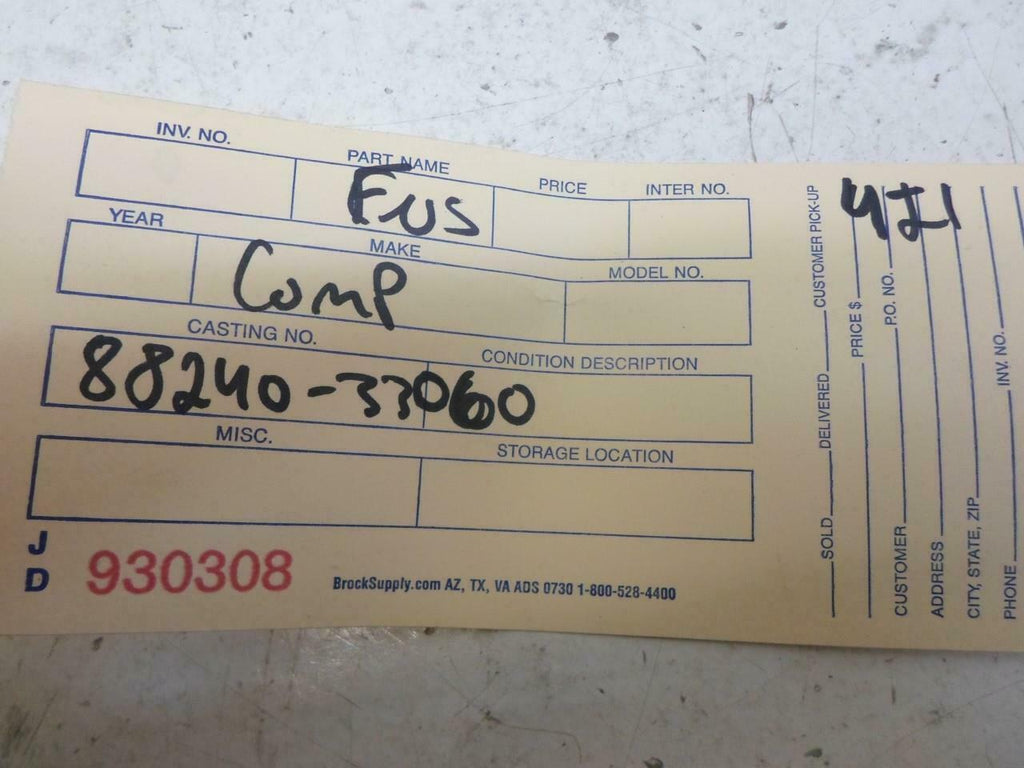 INV. NO.
PART NAME
PRICE
INTER NO.
Fus
YEAR
MAKE
MODEL NO.
Comp
CASTING NO.
CONDITION DESCRIPTION
88240-33060
MISC.
STORAGE LOCATION
J
D
930308
BrockSupply.com AZ, TX, VA ADS 0730 1-800-528-4400
SOLD DELIVERED CUSTOMER PICK-UP
PRICE $
CUSTOMER P.O. NO.
ADDRESS
CITY, STATE, ZIP
PHONE INV. NO.